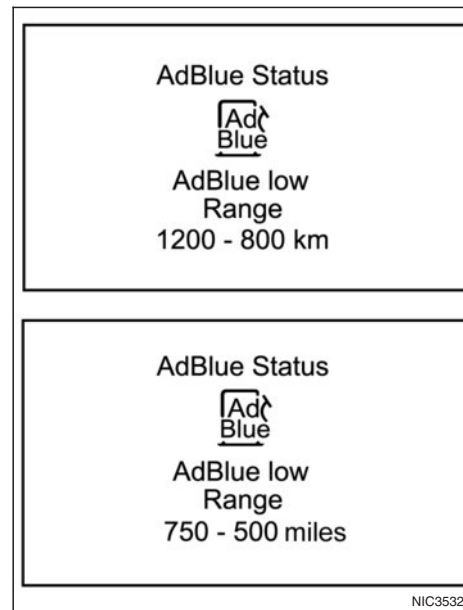 AdBlue Status
Ad
Blue
AdBlue low
Range
1200 - 800 km
AdBlue Status
Ad
Blue
AdBlue low
Range
750 - 500 miles
NIC3532